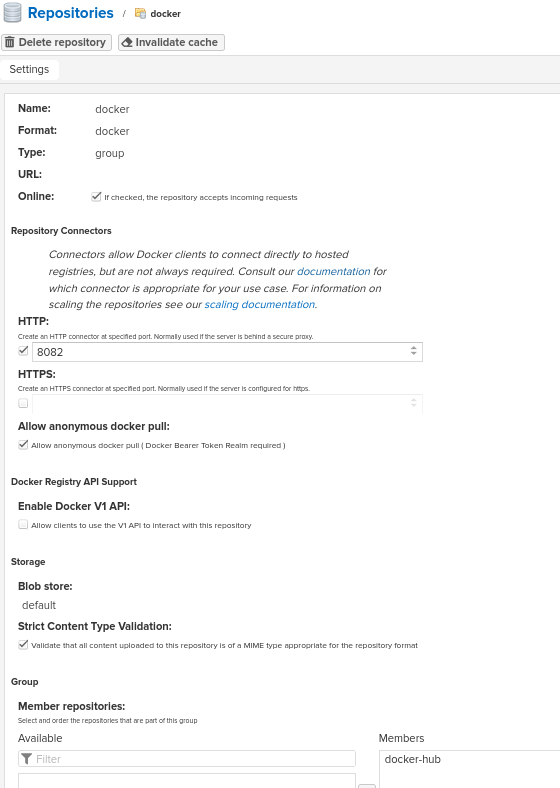 Repositories / docker
Delete repository Invalidate cache
Settings
Name: docker
Format: docker
Type: group
URL:
Online: If checked, the repository accepts incoming requests
Repository Connectors
Connectors allow Docker clients to connect directly to hosted
registries, but are not always required. Consult our documentation for
which connector is appropriate for your use case. For information on
scaling the repositories see our scaling documentation.
HTTP:
Create an HTTP connector at specified port. Normally used if the server is behind a secure proxy.
8082
HTTPS:
Create an HTTPS connector at specified port. Normally used if the server is configured for https.
Allow anonymous docker pull:
Allow anonymous docker pull ( Docker Bearer Token Realm required )
Docker Registry API Support
Enable Docker V1 API:
Allow clients to use the V1 API to interact with this repository
Storage
Blob store:
default
Strict Content Type Validation:
Validate that all content uploaded to this repository is of a MIME type appropriate for the repository format
Group
Member repositories:
Select and order the repositories that are part of this group
Available Members
Filter docker-hub